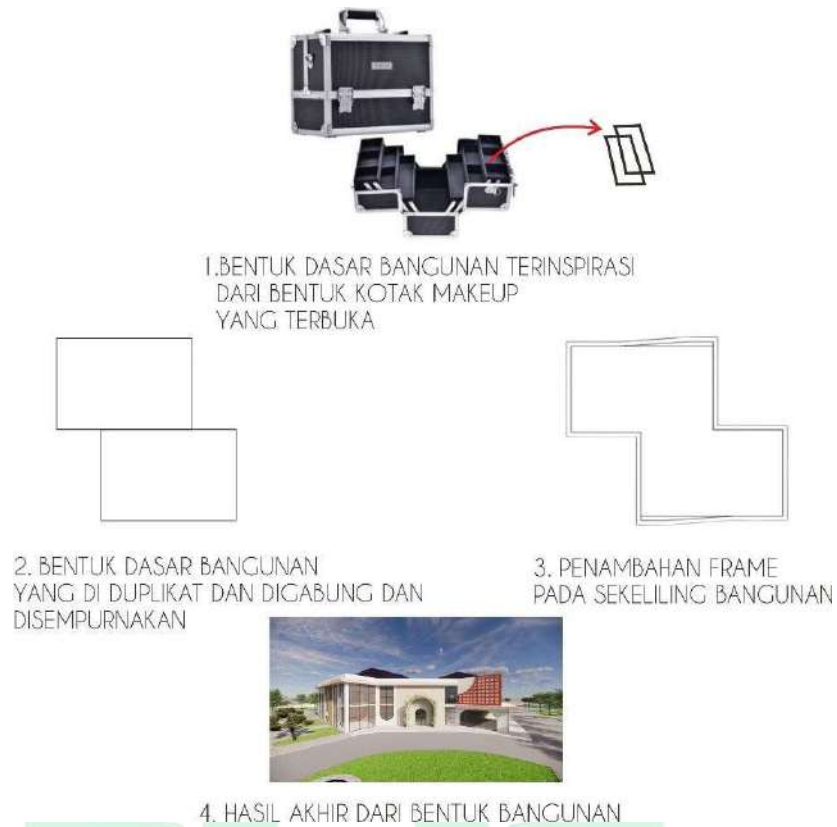 1.BENTUK DASAR BANGUNAN TERINSPIRASI
DARI BENTUK KOTAK MAKEUP
YANG TERBUKA
2. BENTUK DASAR BANGUNAN
YANG DI DUPLIKAT DAN DIGABUNG DAN
DISEMPURNAKAN
3. PENAMBAHAN FRAME
PADA SEKELILING BANGUNAN
4. HASIL AKHIR DARI BENTUK BANGUNAN